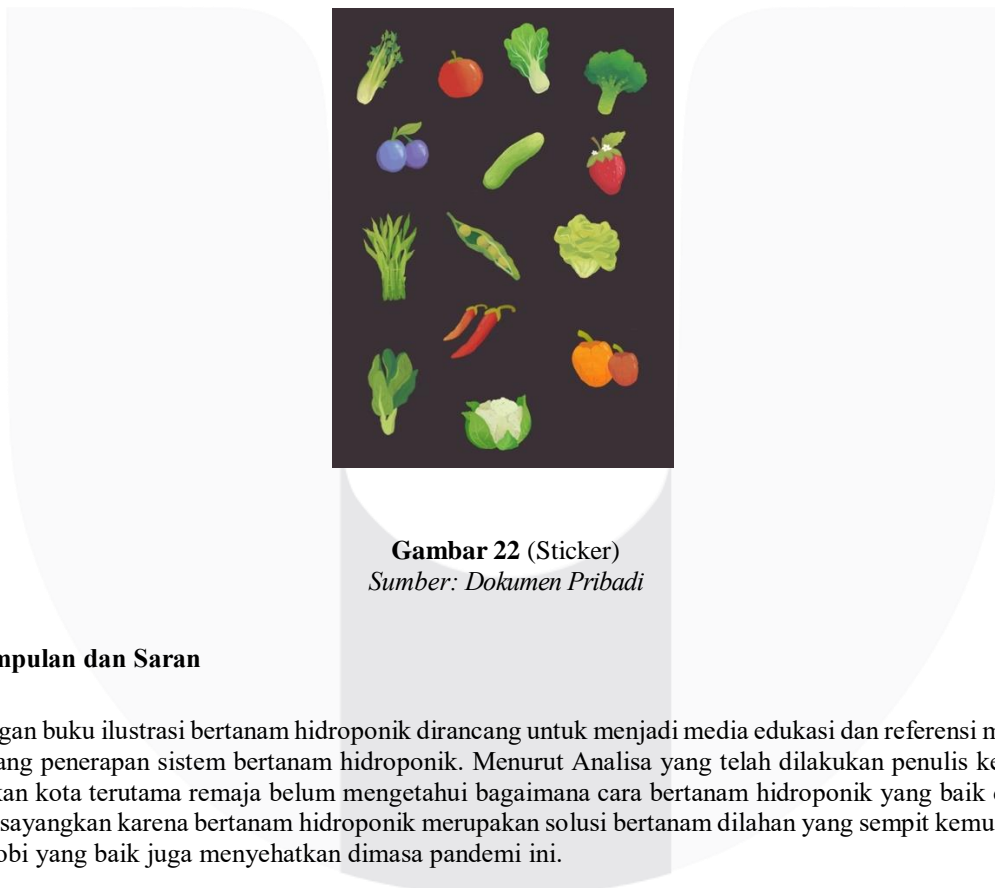 Gambar 22 (Sticker)
Sumber: Dokumen Pribadi
mpulan dan Saran
gan buku ilustrasi bertanam hidroponik dirancang untuk menjadi media edukasi dan referensi m
ang penerapan sistem bertanam hidroponik. Menurut Analisa yang telah dilakukan penulis ke
kan kota terutama remaja belum mengetahui bagaimana cara bertanam hidroponik yang baik
sayangkan karena bertanam hidroponik merupakan solusi bertanam dilahan yang sempit kemu
obi yang baik juga menyehatkan dimasa pandemi ini.